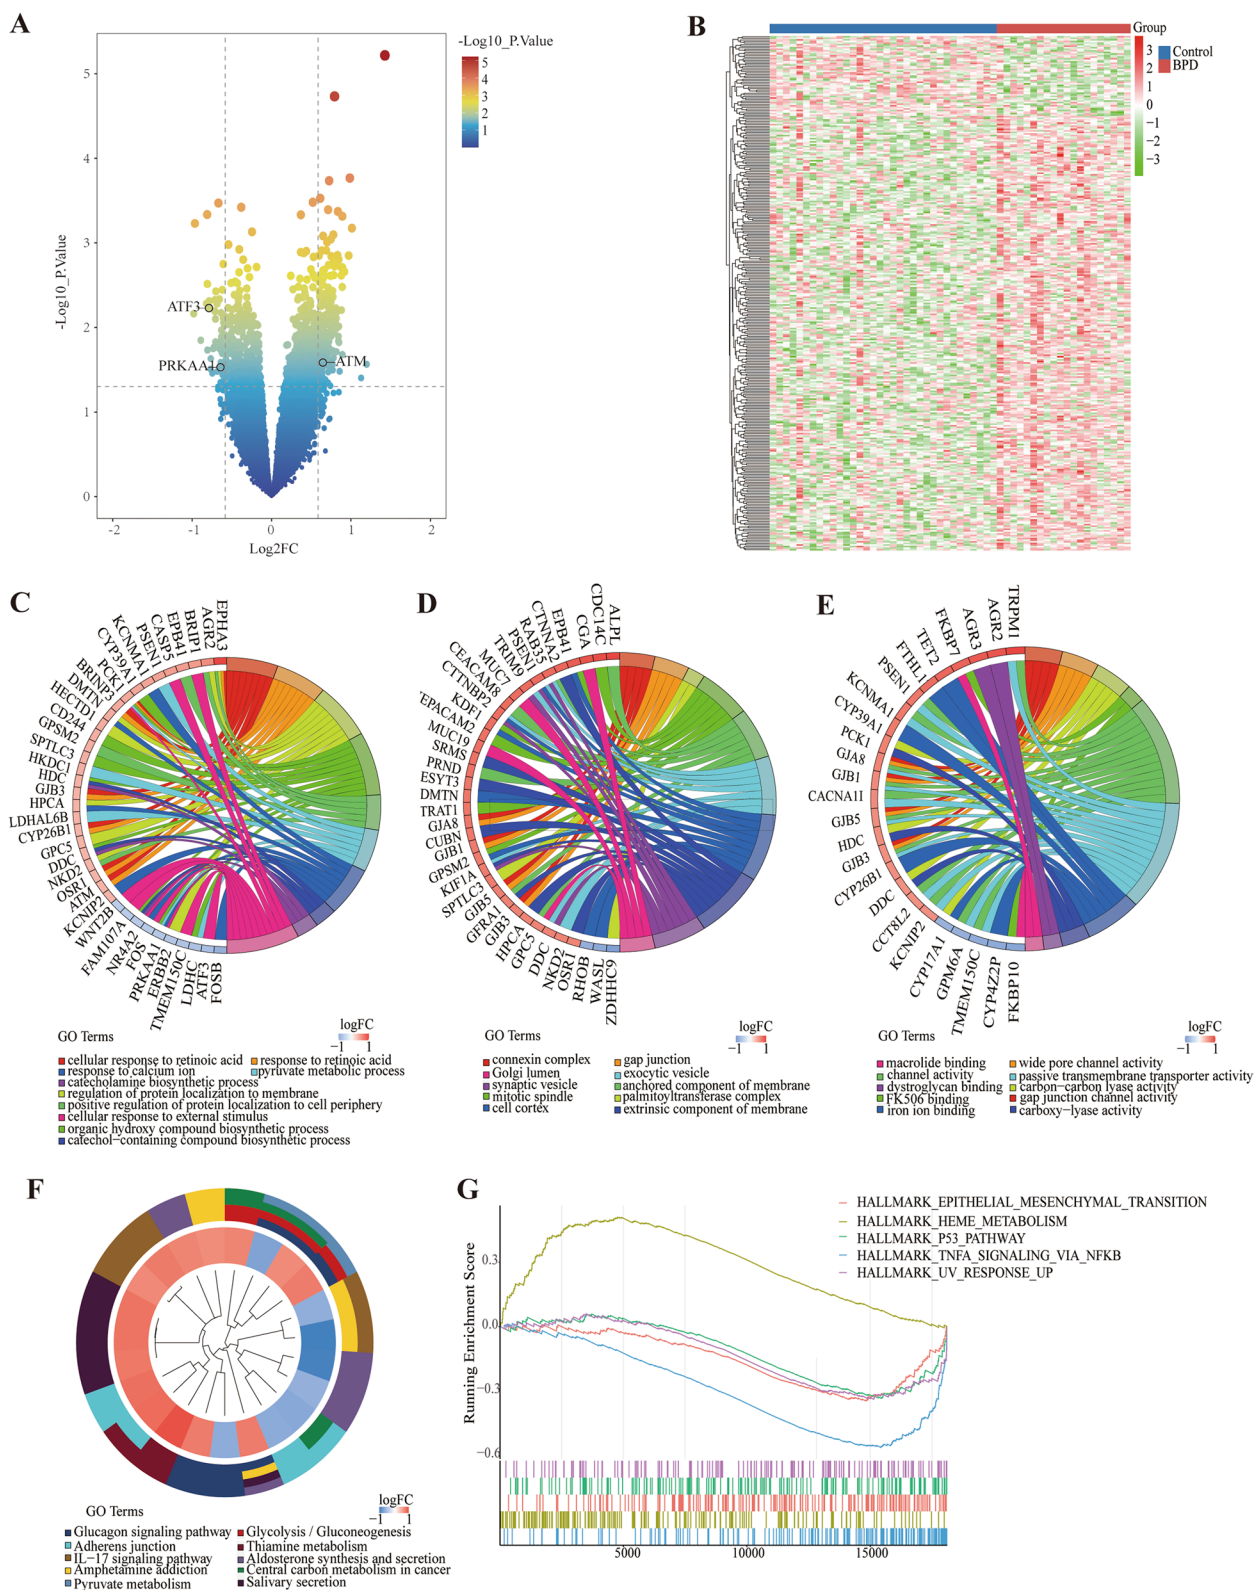 A
-Log10_P.Value
5
4
3
2
1
5
4
3
2
1
0
-Log10_P.Value
ATF3
PRKAA1
ATM
-2
-1
0
1
2
Log2FC
B
Group
3
2
1
0
−1
−2
−3
Control
BPD
C
EPHA3
AGR2
BRIP1
EPB41
CASP5
PSEN1
KCNMA1
CYP39A1
PCK1
BRINP3
DMTN
HECTD1
CD244
GPSM2
SPTLC3
HKDC1
HDC
GJB3
HPCA
LDHAL6B
CYP26B1
GPC5
DDC
NKD2
OSR1
ATM
KCNIP2
WNT2B
FAM107A
NR4A2
FOS
PRKAA1
ERBB2
TMEM150C
LDHC
ATF3
FOSB
GO Terms
logFC
−1 1
cellular response to retinoic acid
response to retinoic acid
response to calcium ion
pyruvate metabolic process
catecholamine biosynthetic process
regulation of protein localization to membrane
positive regulation of protein localization to cell periphery
cellular response to external stimulus
organic hydroxy compound biosynthetic process
catechol−containing compound biosynthetic process
D
ALPL
CDC14C
CGA
EPB41
CTNNA2
RAB35
PSEN1
TRIM9
MUC7
CEACAM8
CTTNBP2
KDF1
EPACAM2
MUC19
SRMS
PRND
ESYT3
DMTN
TRAT1
GJA8
CUBN
GJB1
GPSM2
KIF1A
SPTLC3
GJB5
GFRA1
GJB3
HPCA
GPC5
DDC
NKD2
OSR1
RHOB
WASL
ZDHHC9
GO Terms
logFC
−1 1
connexin complex
gap junction
Golgi lumen
exocytic vesicle
synaptic vesicle
anchored component of membrane
mitotic spindle
palmitoyltransferase complex
cell cortex
extrinsic component of membrane
E
TRPM1
AGR2
AGR3
FKBP7
TET2
FTHL1
PSEN1
KCNMA1
CYP39A1
PCK1
GJA8
GJB1
CACNA1I
GJB5
HDC
GJB3
CYP26B1
DDC
CCT8L2
KCNIP2
CYP17A1
GPM6A
TMEM150C
CYP4Z2P
FKBP10
GO Terms
logFC
−1 1
macrolide binding
wide pore channel activity
channel activity
passive transmembrane transporter activity
dystroglycan binding
carbon−carbon lyase activity
FK506 binding
gap junction channel activity
iron ion binding
carboxy−lyase activity
F
GO Terms
logFC
−1 1
Glucagon signaling pathway
Glycolysis / Gluconeogenesis
Adherens junction
Thiamine metabolism
IL−17 signaling pathway
Aldosterone synthesis and secretion
Amphetamine addiction
Central carbon metabolism in cancer
Pyruvate metabolism
Salivary secretion
G
HALLMARK_EPITHELIAL_MESENCHYMAL_TRANSITION
HALLMARK_HEME_METABOLISM
HALLMARK_P53_PATHWAY
HALLMARK_TNFA_SIGNALING_VIA_NFKB
HALLMARK_UV_RESPONSE_UP
0.3
0.0
−0.3
−0.6
Running Enrichment Score
5000
10000
15000